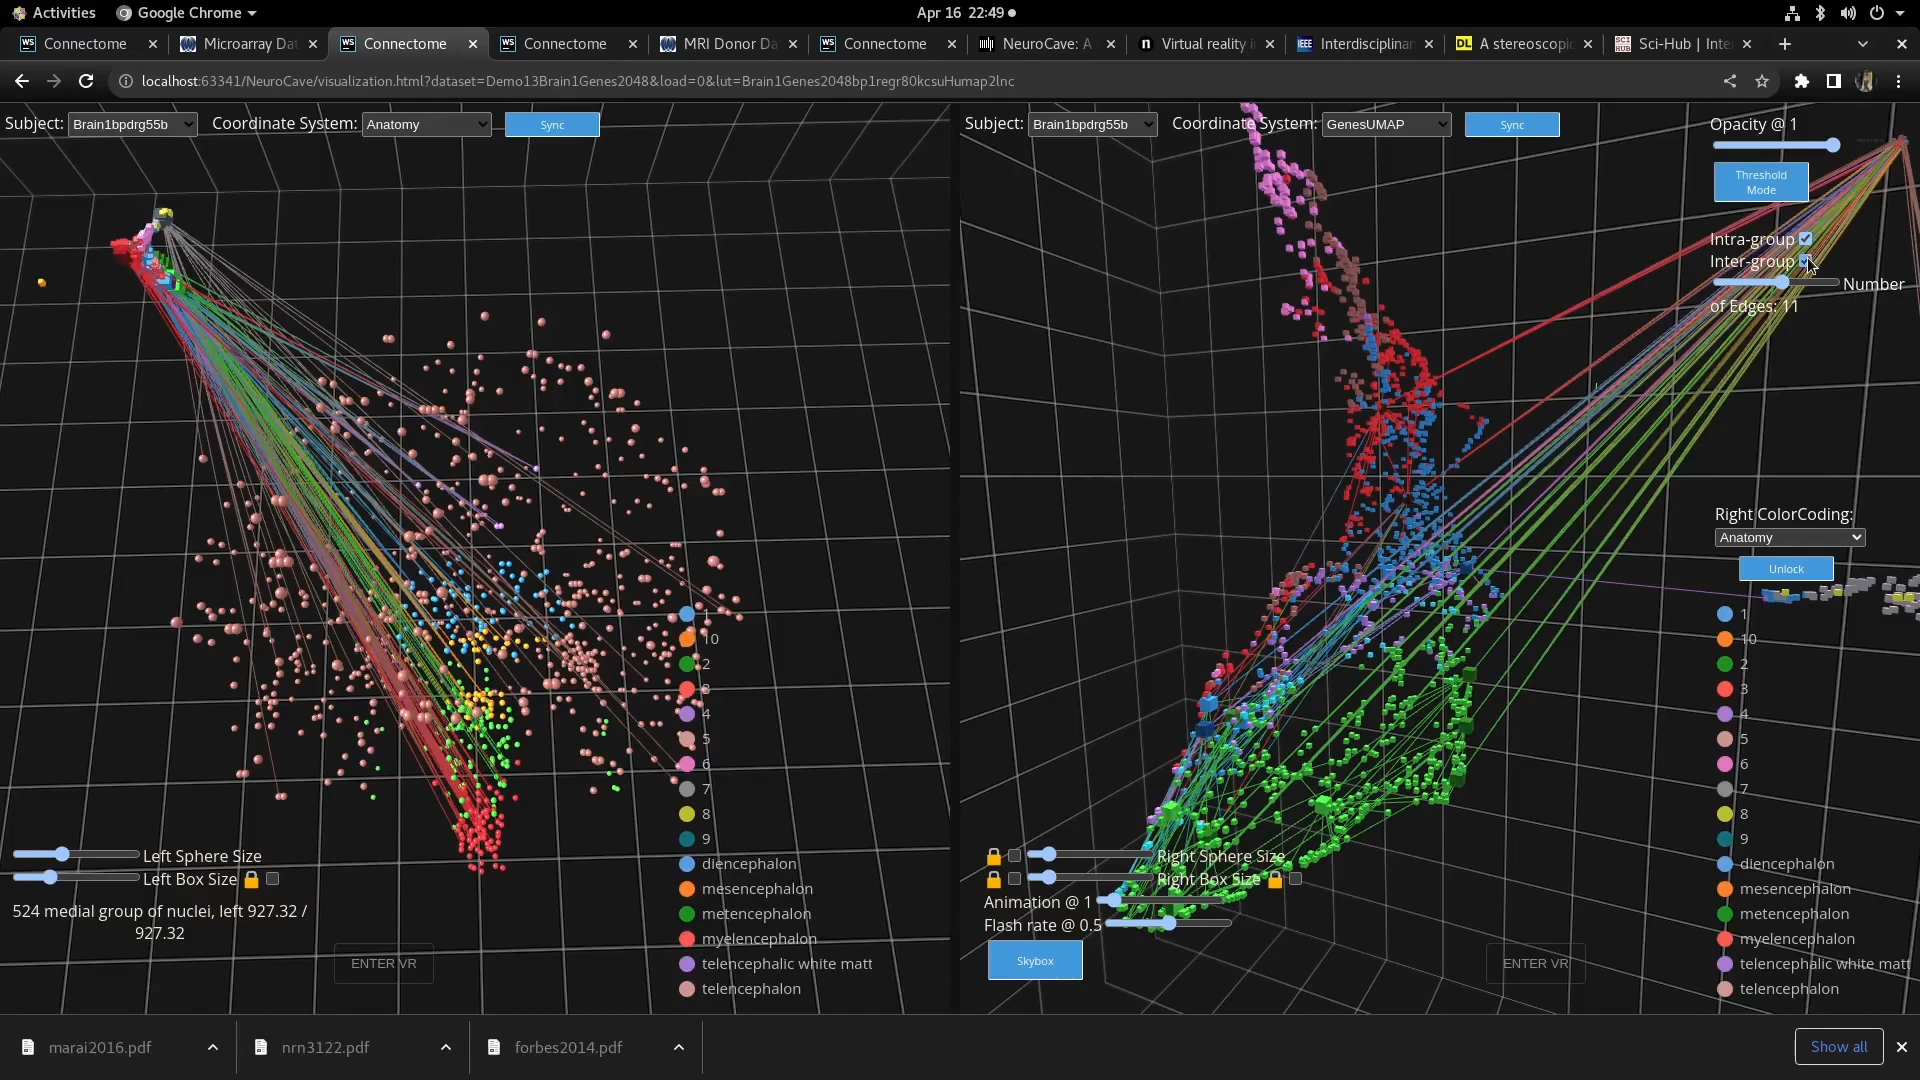 Activities Google Chrome Apr 16 22:49
Connectome Microarray Dat Connectome Connectome MRI Donor Da Connectome NeuroCave: A Virtual reality i Interdisciplinar A stereoscopic Sci-Hub | Inte
localhost:63341/NeuroCave/visualization.html?dataset=Demo13Brain1Genes2048&load=0&lut=Brain1Genes2048bp1regr80kcsuHumap2lnc
Subject: Brain1bpdrg55b Coordinate System: Anatomy Sync
Subject: Brain1bpdrg55b Coordinate System: GenesUMAP Sync
Opacity @ 1
Threshold
Mode
Intra-group
Inter-group
Number
of Edges: 11
Right ColorCoding:
Anatomy
Unlock
10
2
3
4
5
6
7
8
9
diencephalon
mesencephalon
metencephalon
myelencephalon
telencephalic white matt
telencephalon
1
10
2
3
4
5
6
7
8
9
diencephalon
mesencephalon
metencephalon
myelencephalon
telencephalic white matt
telencephalon
Left Sphere Size
Left Box Size
524 medial group of nuclei, left 927.32 /
927.32
ENTER VR
Right Sphere Size
Right Box Size
Animation @ 1
Flash rate @ 0.5
Skybox
ENTER VR
marai2016.pdf nrn3122.pdf forbes2014.pdf Show all